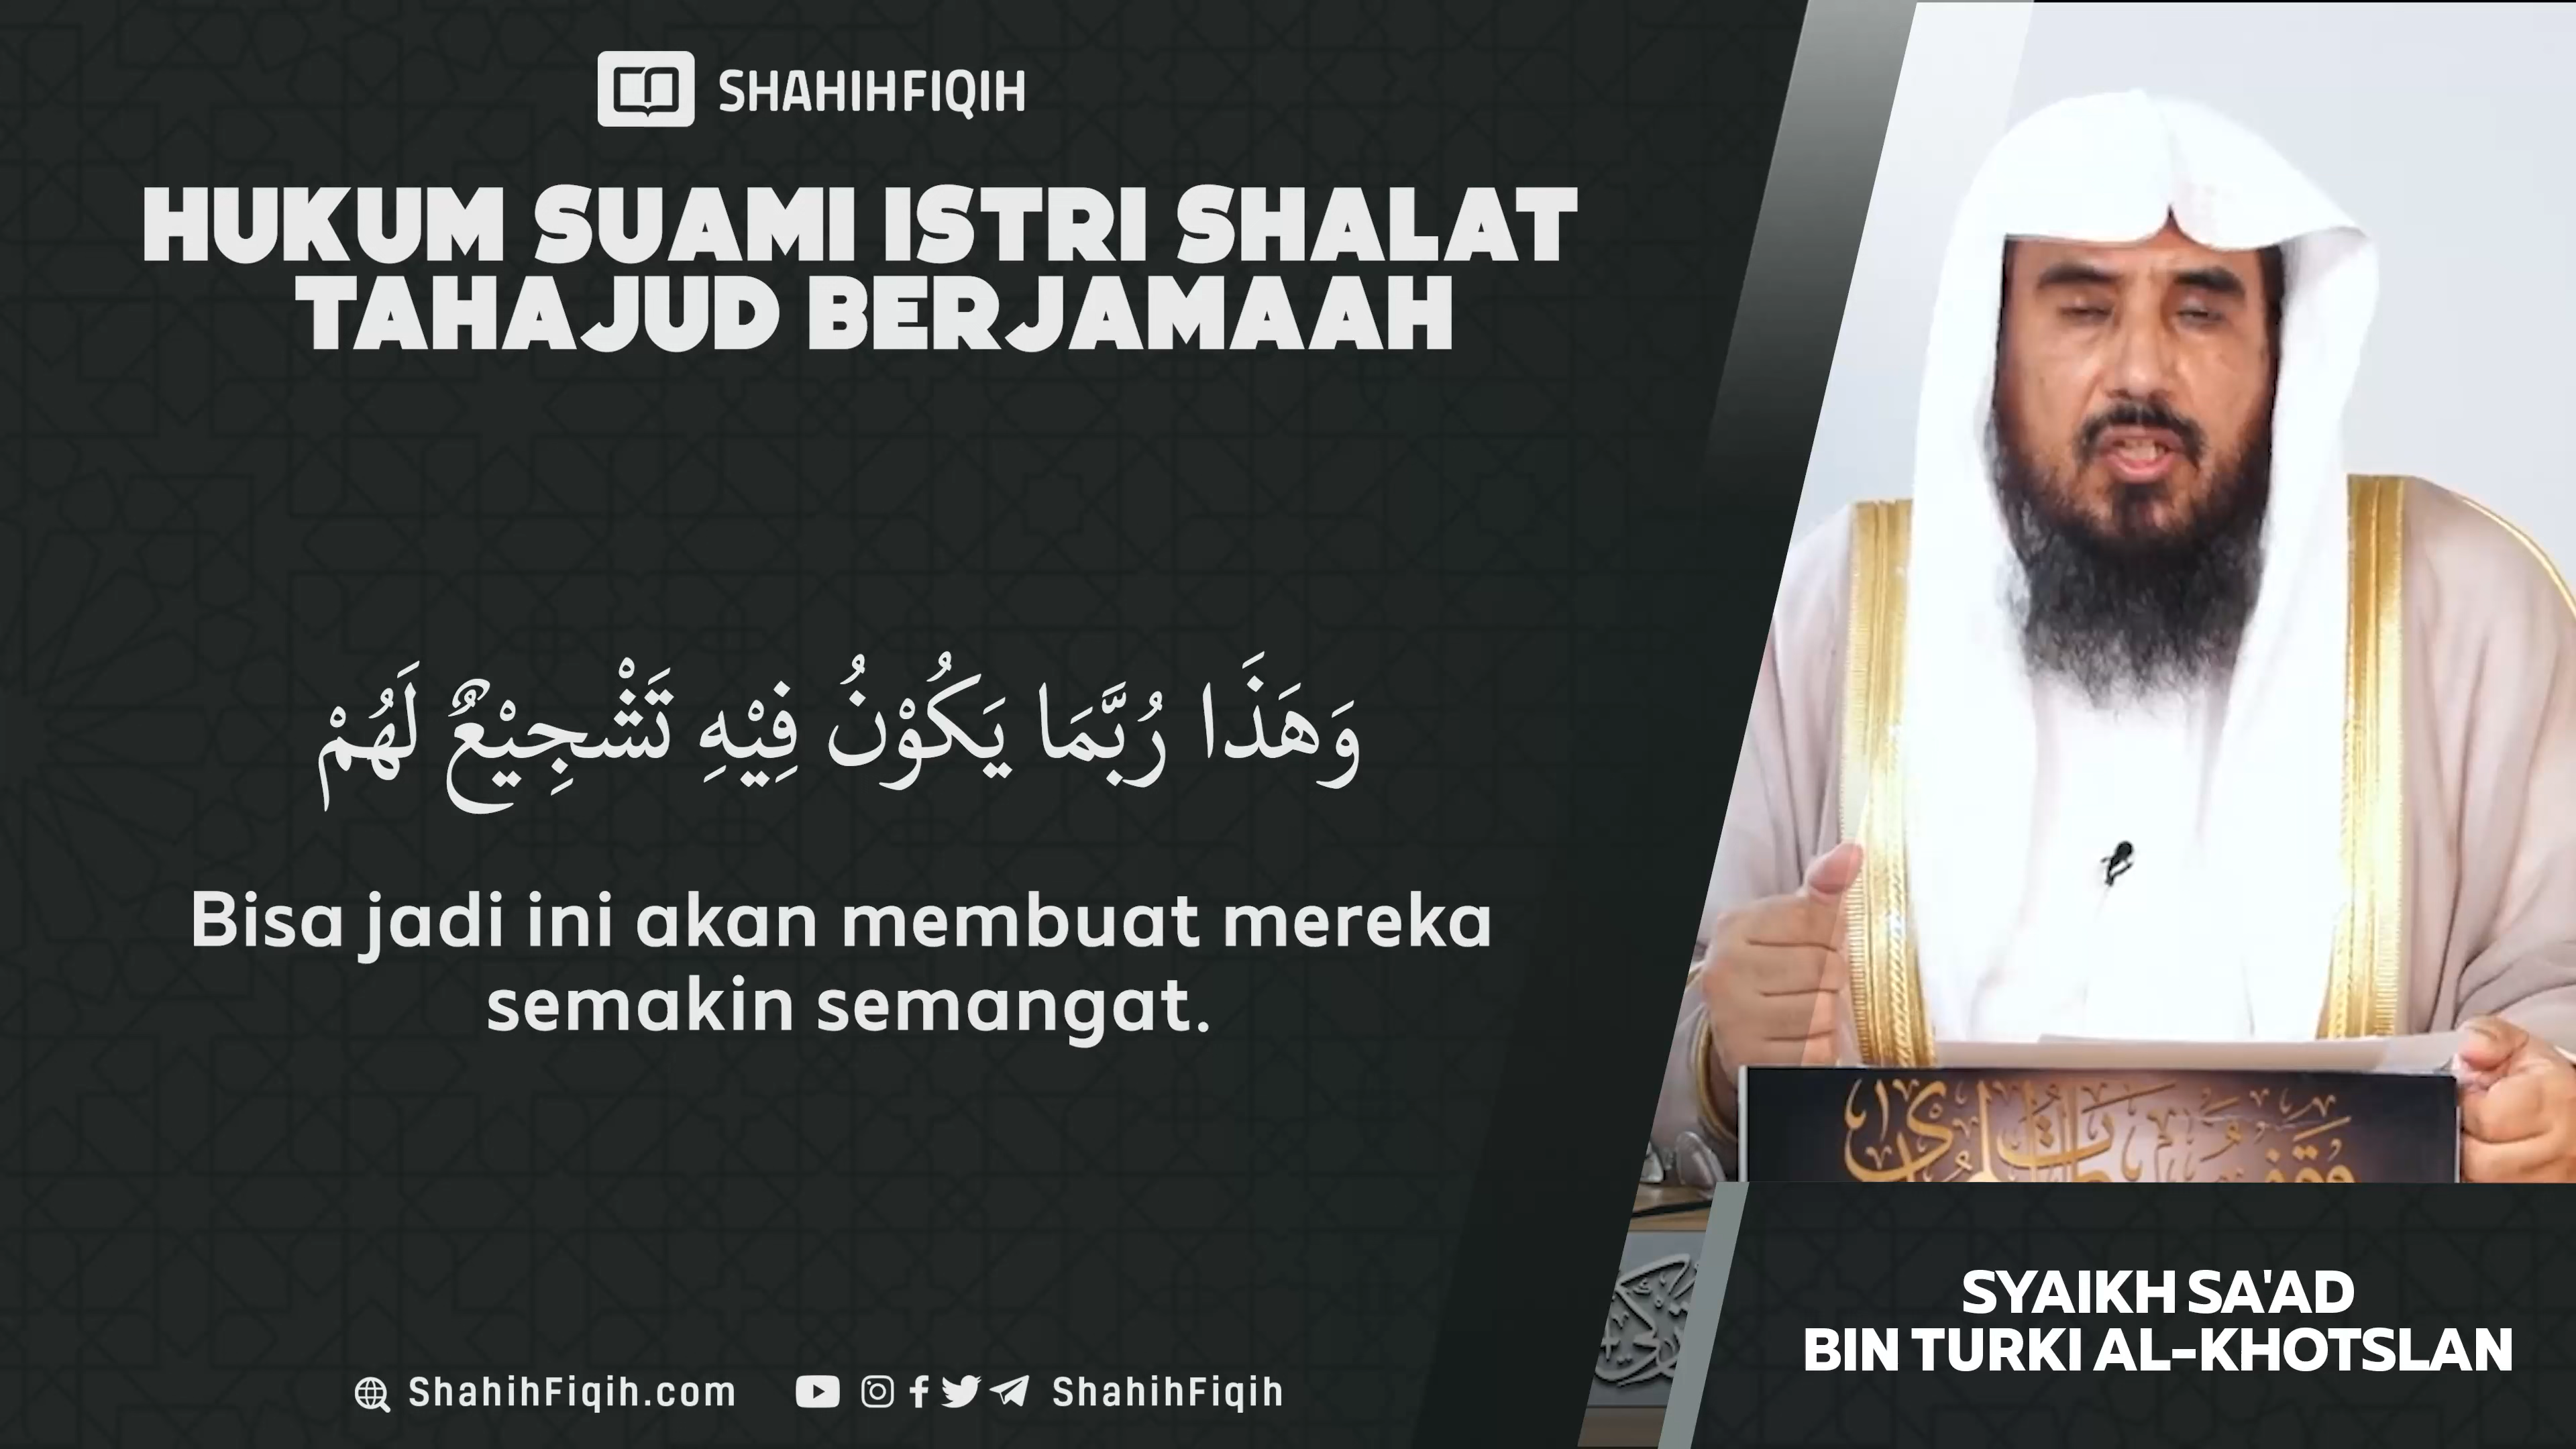 SHAHIHFIQIH
HUKUM SUAMI ISTRI SHALAT
TAHAJUD BERJAMAAH
وَهَذَا رُبَّمَا يَكُوْنُ فِيْهِ تَشْجِيْعٌ لَهُمْ
Bisa jadi ini akan membuat mereka
semakin semangat.
SYAIKH SA'AD
BIN TURKI AL-KHOTSLAN
ShahihFiqih.com
ShahihFiqih